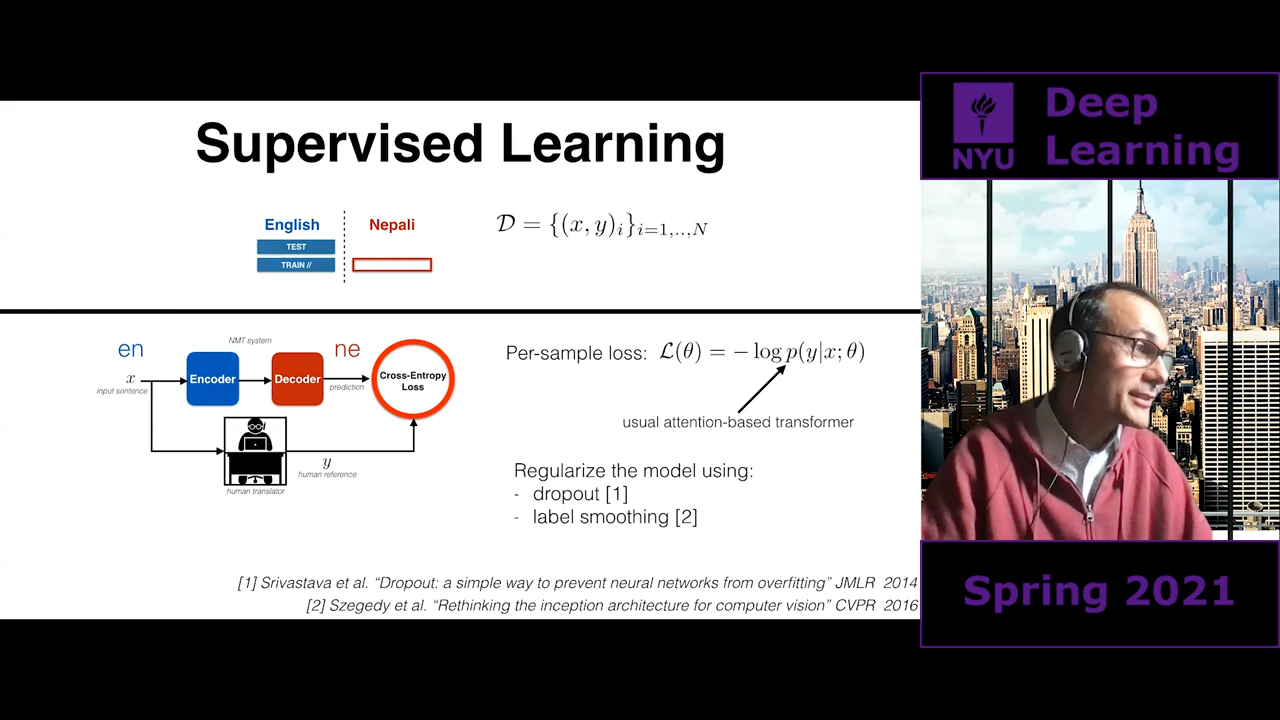 Supervised Learning
English
Nepali
TEST
TRAIN //
𝒟 = {(x, y)ᵢ}ᵢ₌₁,..,N
en
NMT system
ne
x
input sentence
Encoder
Decoder
prediction
Cross-Entropy
Loss
y
human reference
human translator
Per-sample loss: ℒ(θ) = − log p(y|x; θ)
usual attention-based transformer
Regularize the model using:
- dropout [1]
- label smoothing [2]
[1] Srivastava et al. “Dropout: a simple way to prevent neural networks from overfitting” JMLR 2014
[2] Szegedy et al. “Rethinking the inception architecture for computer vision” CVPR 2016
NYU
Deep
Learning
Spring 2021